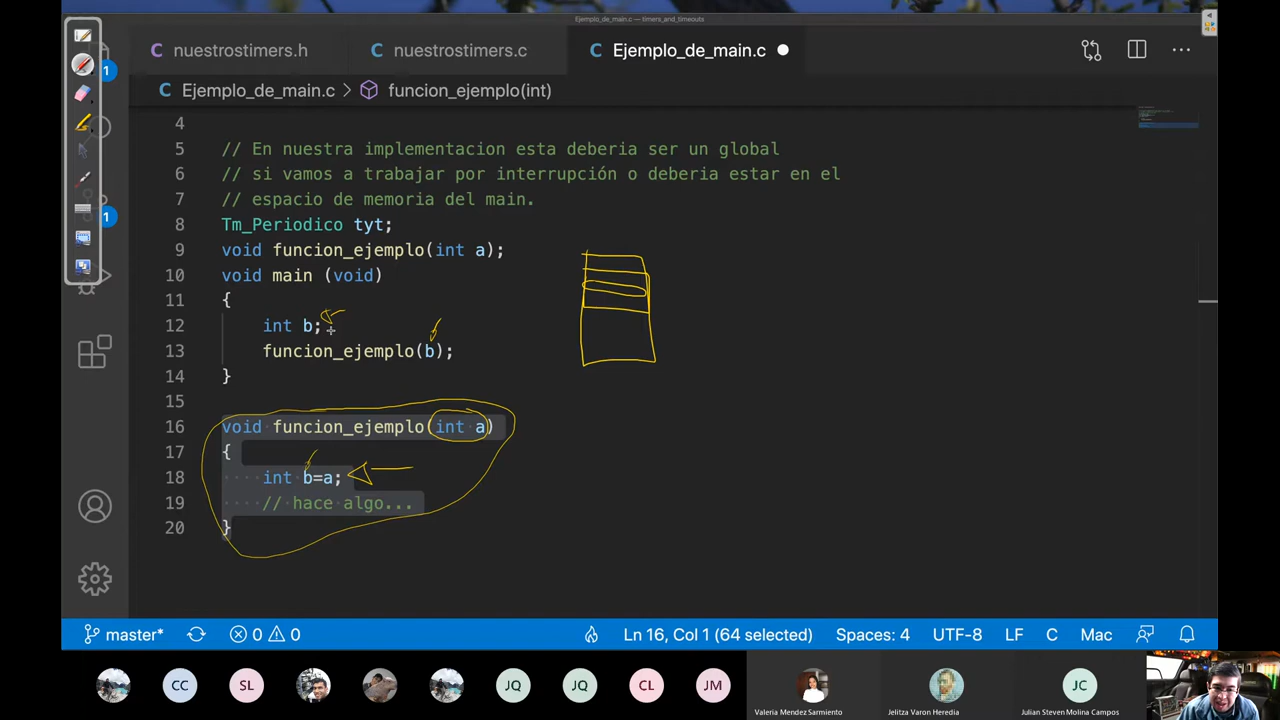 Ejemplo_de_main.c — timers_and_timeouts
C nuestrostimers.h
C nuestrostimers.c
C Ejemplo_de_main.c
C Ejemplo_de_main.c > funcion_ejemplo(int)
4
5 // En nuestra implementacion esta deberia ser un global
6 // si vamos a trabajar por interrupción o deberia estar en el
7 // espacio de memoria del main.
8 Tm_Periodico tyt;
9 void funcion_ejemplo(int a);
10 void main (void)
11 {
12 int b;
13 funcion_ejemplo(b);
14 }
15
16 void funcion_ejemplo(int a)
17 {
18 int b=a;
19 // hace algo...
20 }
1
1
master* 0 0 Ln 16, Col 1 (64 selected) Spaces: 4 UTF-8 LF C Mac
CC SL JQ JQ CL JM JC
Valeria Mendez Sarmiento Jelitza Varon Heredia Julian Steven Molina Campos